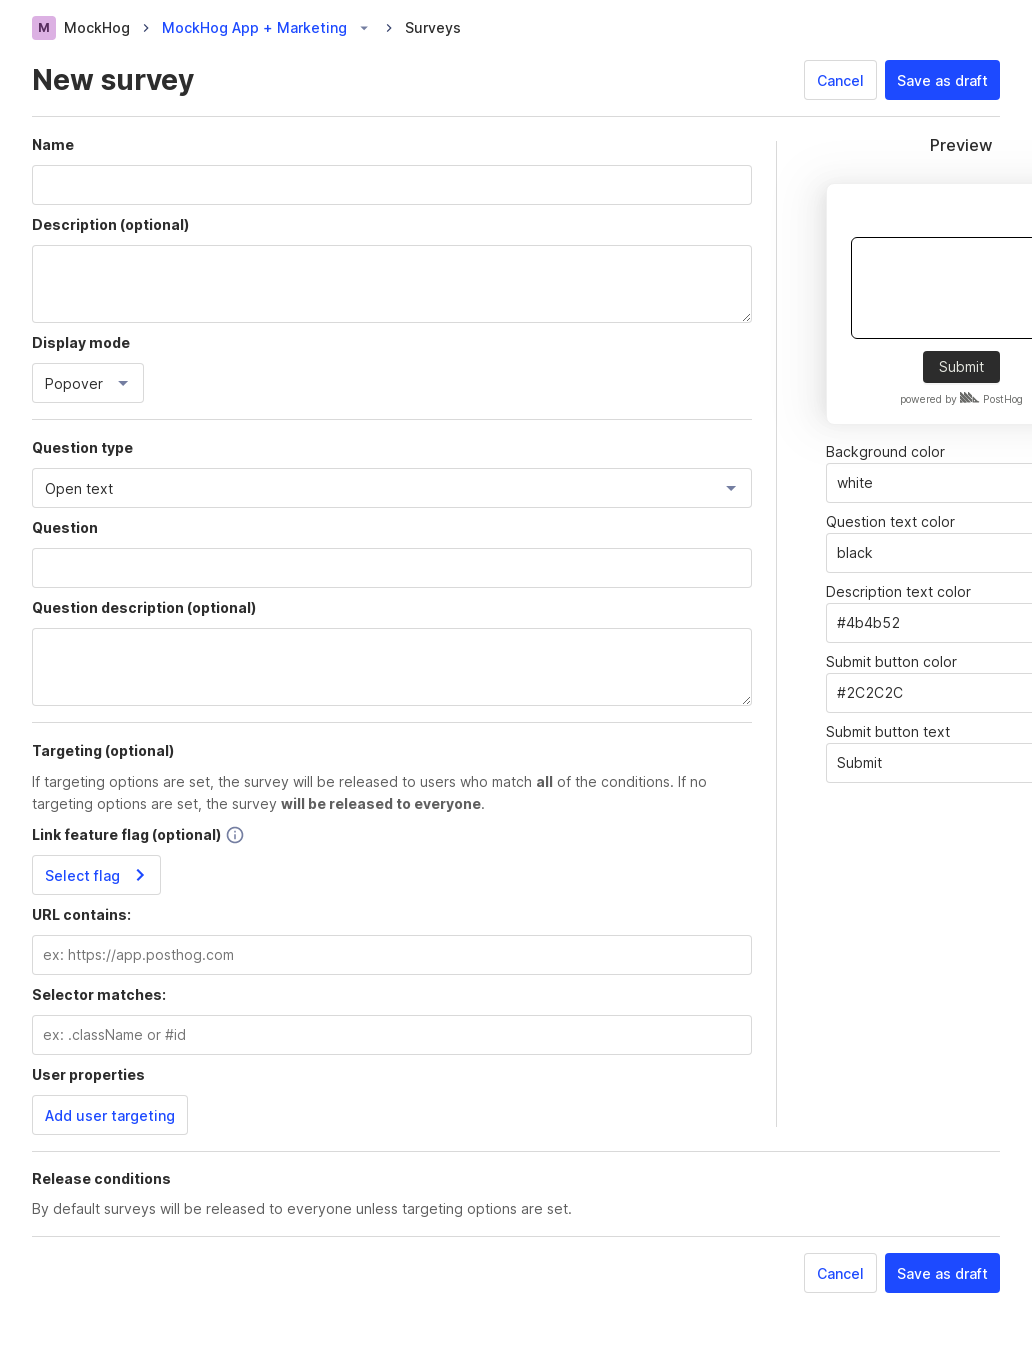 M MockHog MockHog App + Marketing Surveys
New survey
Cancel Save as draft
Name
Description (optional)
Display mode
Popover
Question type
Open text
Question
Question description (optional)
Targeting (optional)
If targeting options are set, the survey will be released to users who match all of the conditions. If no
targeting options are set, the survey will be released to everyone.
Link feature flag (optional)
Select flag
URL contains:
ex: https://app.posthog.com
Selector matches:
ex: .className or #id
User properties
Add user targeting
Preview
Submit
powered by PostHog
Background color
white
Question text color
black
Description text color
#4b4b52
Submit button color
#2C2C2C
Submit button text
Submit
Release conditions
By default surveys will be released to everyone unless targeting options are set.
Cancel Save as draft